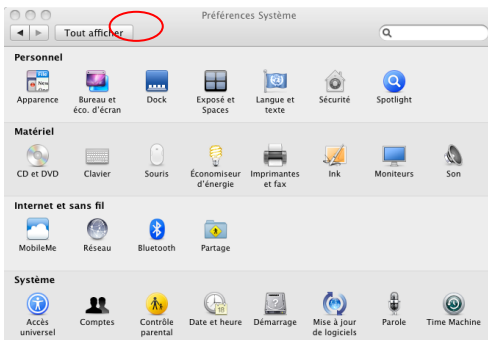 Préférences Système
Tout afficher
Personnel
Apparence
Bureau et
éco. d'écran
Dock
Exposé et
Spaces
Langue et
texte
Sécurité
Spotlight
Matériel
CD et DVD
Clavier
Souris
Économiseur
d'énergie
Imprimantes
et fax
Ink
Moniteurs
Son
Internet et sans fil
MobileMe
Réseau
Bluetooth
Partage
Système
Accès
universel
Comptes
Contrôle
parental
Date et heure
Démarrage
Mise à jour
de logiciels
Parole
Time Machine